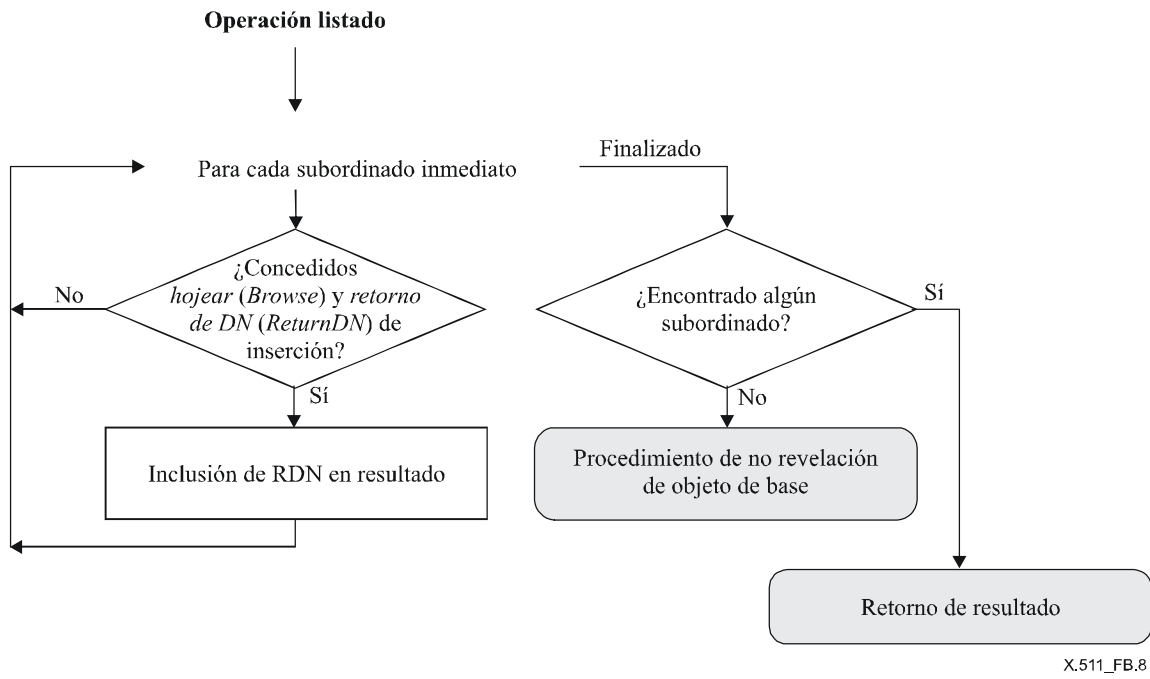 Operación listado
Para cada subordinado inmediato
Finalizado
¿Concedidos
hojear (Browse) y retorno
de DN (ReturnDN) de
inserción?
No
Sí
¿Encontrado algún
subordinado?
Sí
No
Inclusión de RDN en resultado
Procedimiento de no revelación
de objeto de base
Retorno de resultado
X.511_FB.8